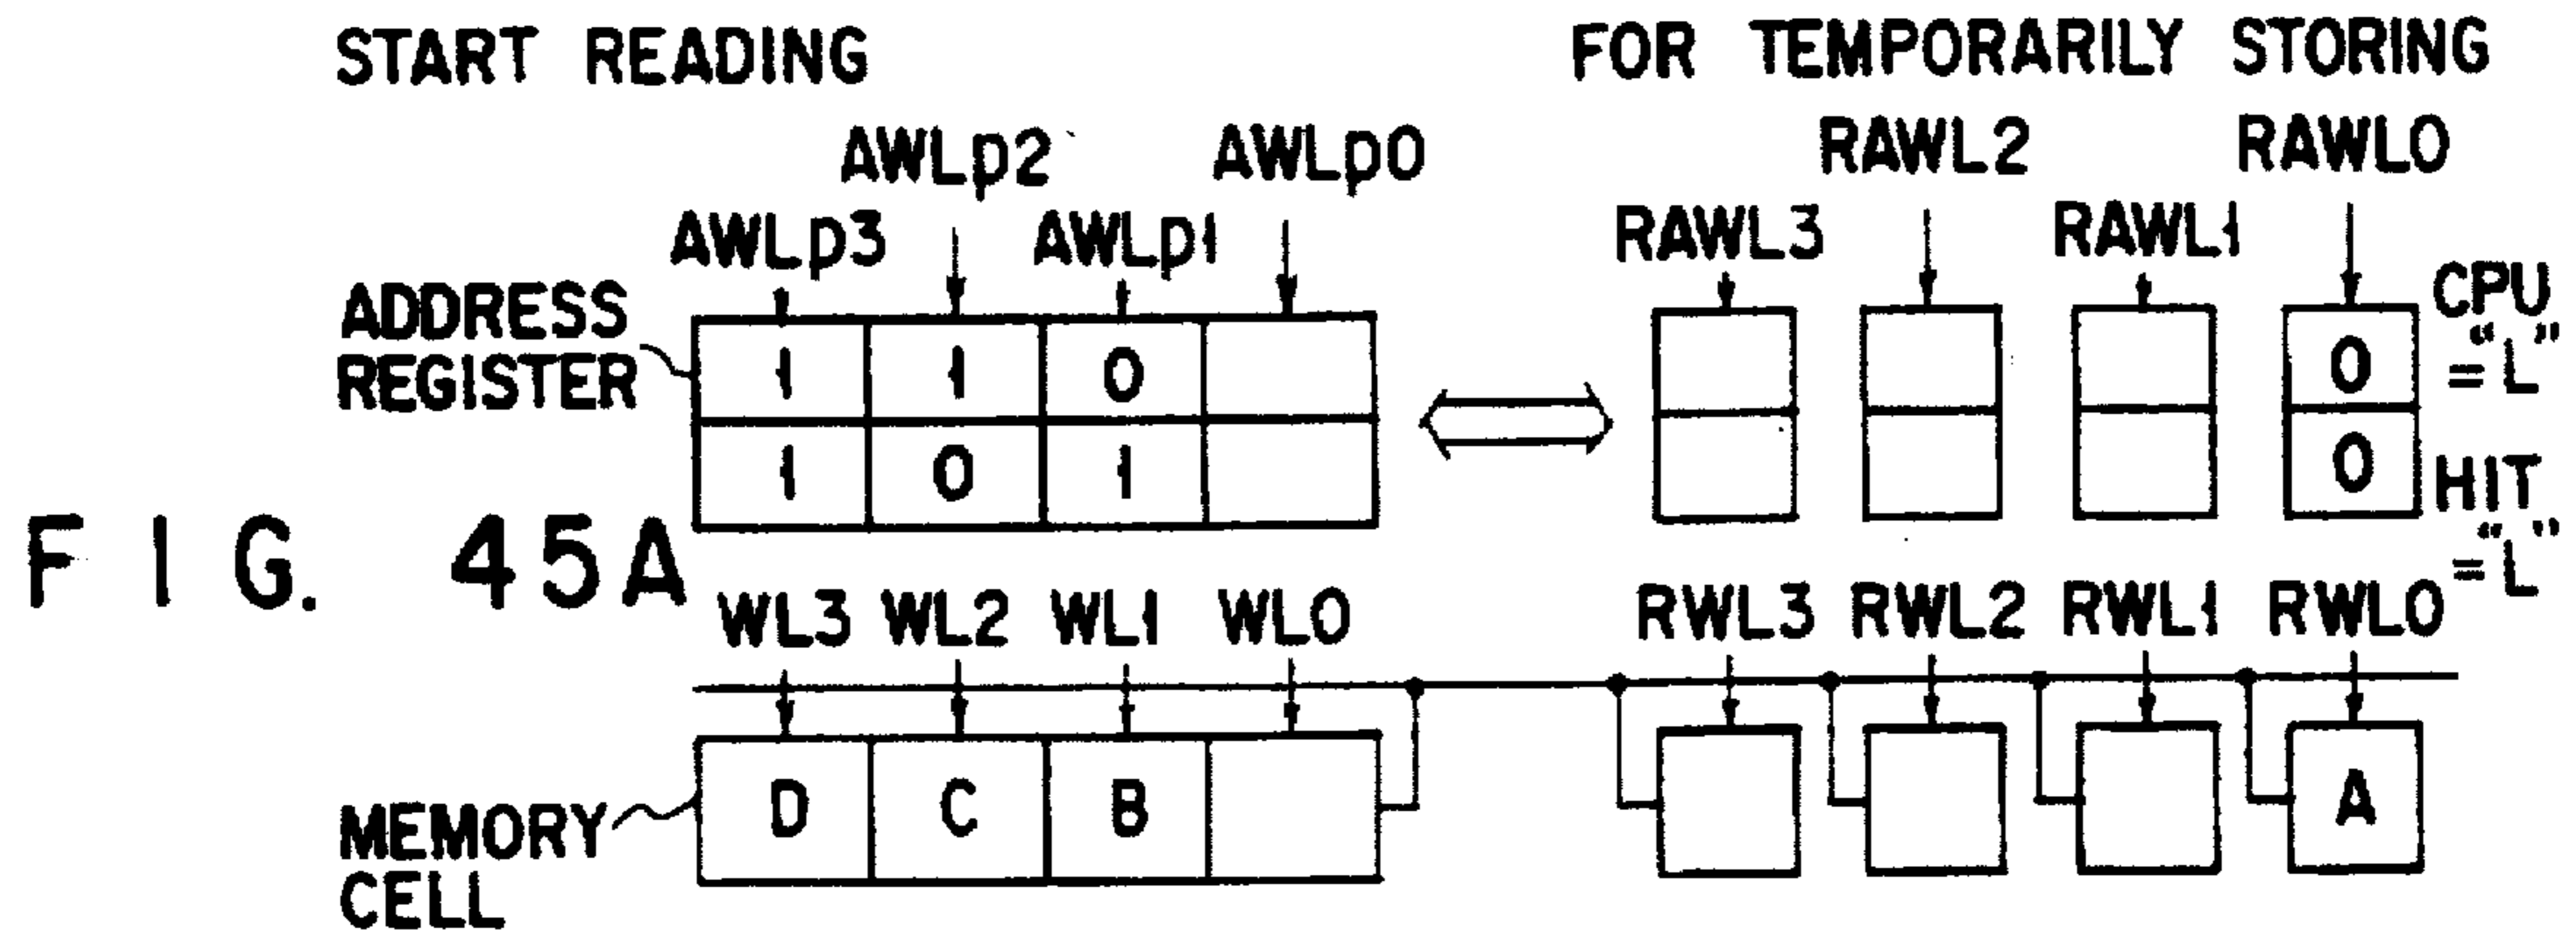 START READING
FOR TEMPORARILY STORING
AWLp2 AWLp0
RAWL2 RAWL0
AWLp3 AWLp1
RAWL3 RAWL1
ADDRESS
REGISTER
1 1 0
1 0 1
0
0
CPU
="L"
HIT
="L"
FIG. 45A
WL3 WL2 WL1 WL0
RWL3 RWL2 RWL1 RWL0
MEMORY
CELL
D C B
A